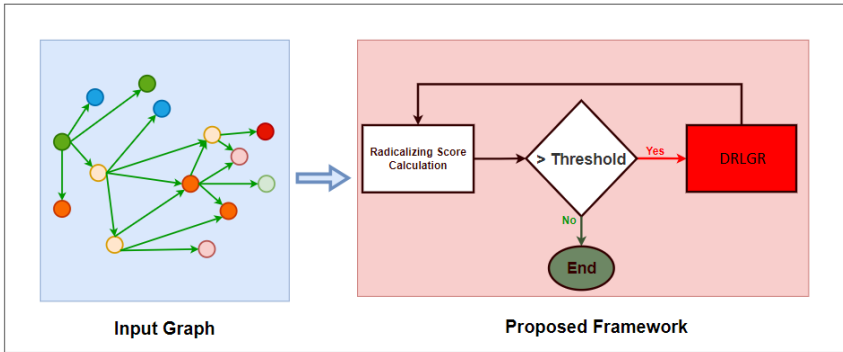 Radicalizing Score
Calculation
> Threshold
Yes
DRLGR
No
End
Input Graph
Proposed Framework